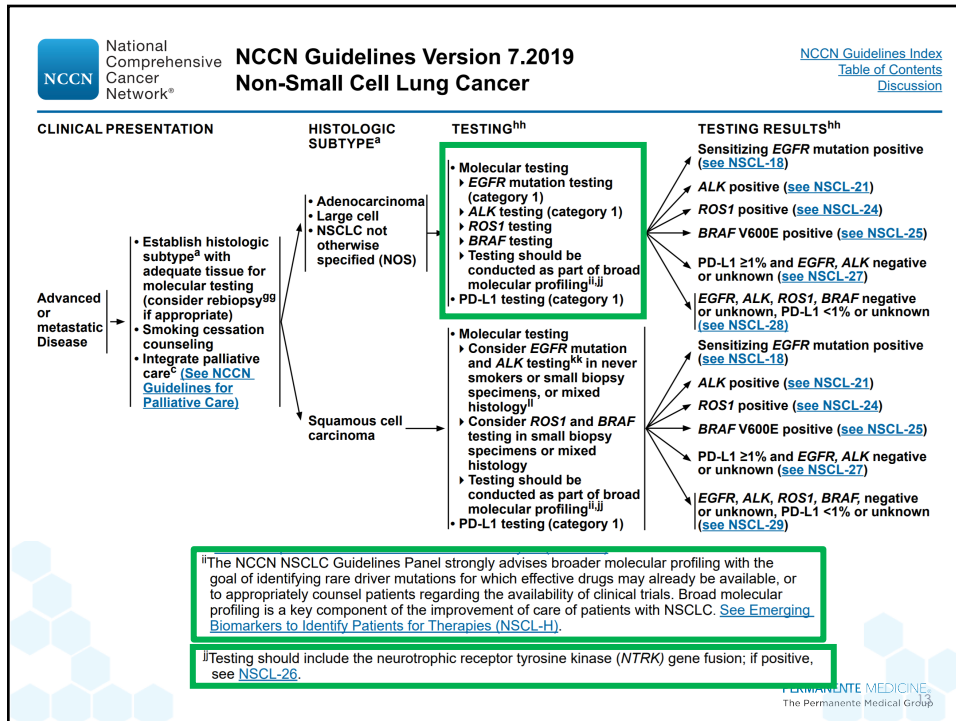 National
Comprehensive
Cancer
Network®
NCCN
NCCN Guidelines Version 7.2019
Non-Small Cell Lung Cancer
NCCN Guidelines Index
Table of Contents
Discussion
CLINICAL PRESENTATION
HISTOLOGIC
SUBTYPEa
TESTINGhh
TESTING RESULTShh
Advanced
or
metastatic
Disease
• Establish histologic
subtypea with
adequate tissue for
molecular testing
(consider rebiopsygg
if appropriate)
• Smoking cessation
counseling
• Integrate palliative
carec (See NCCN
Guidelines for
Palliative Care)
• Adenocarcinoma
• Large cell
• NSCLC not
otherwise
specified (NOS)
• Molecular testing
EGFR mutation testing
(category 1)
ALK testing (category 1)
ROS1 testing
BRAF testing
Testing should be
conducted as part of broad
molecular profilingii,jj
• PD-L1 testing (category 1)
Sensitizing EGFR mutation positive
(see NSCL-18)
ALK positive (see NSCL-21)
ROS1 positive (see NSCL-24)
BRAF V600E positive (see NSCL-25)
PD-L1 ≥1% and EGFR, ALK negative
or unknown (see NSCL-27)
EGFR, ALK, ROS1, BRAF negative
or unknown, PD-L1 <1% or unknown
(see NSCL-28)
Squamous cell
carcinoma
• Molecular testing
Consider EGFR mutation
and ALK testingkk in never
smokers or small biopsy
specimens, or mixed
histologyll
Consider ROS1 and BRAF
testing in small biopsy
specimens or mixed
histology
Testing should be
conducted as part of broad
molecular profilingii,jj
• PD-L1 testing (category 1)
Sensitizing EGFR mutation positive
(see NSCL-18)
ALK positive (see NSCL-21)
ROS1 positive (see NSCL-24)
BRAF V600E positive (see NSCL-25)
PD-L1 ≥1% and EGFR, ALK negative
or unknown (see NSCL-27)
EGFR, ALK, ROS1, BRAF, negative
or unknown, PD-L1 <1% or unknown
(see NSCL-29)
iiThe NCCN NSCLC Guidelines Panel strongly advises broader molecular profiling with the
goal of identifying rare driver mutations for which effective drugs may already be available, or
to appropriately counsel patients regarding the availability of clinical trials. Broad molecular
profiling is a key component of the improvement of care of patients with NSCLC. See Emerging
Biomarkers to Identify Patients for Therapies (NSCL-H).
jjTesting should include the neurotrophic receptor tyrosine kinase (NTRK) gene fusion; if positive,
see NSCL-26.
PERMANENTE MEDICINE®
The Permanente Medical Group
13